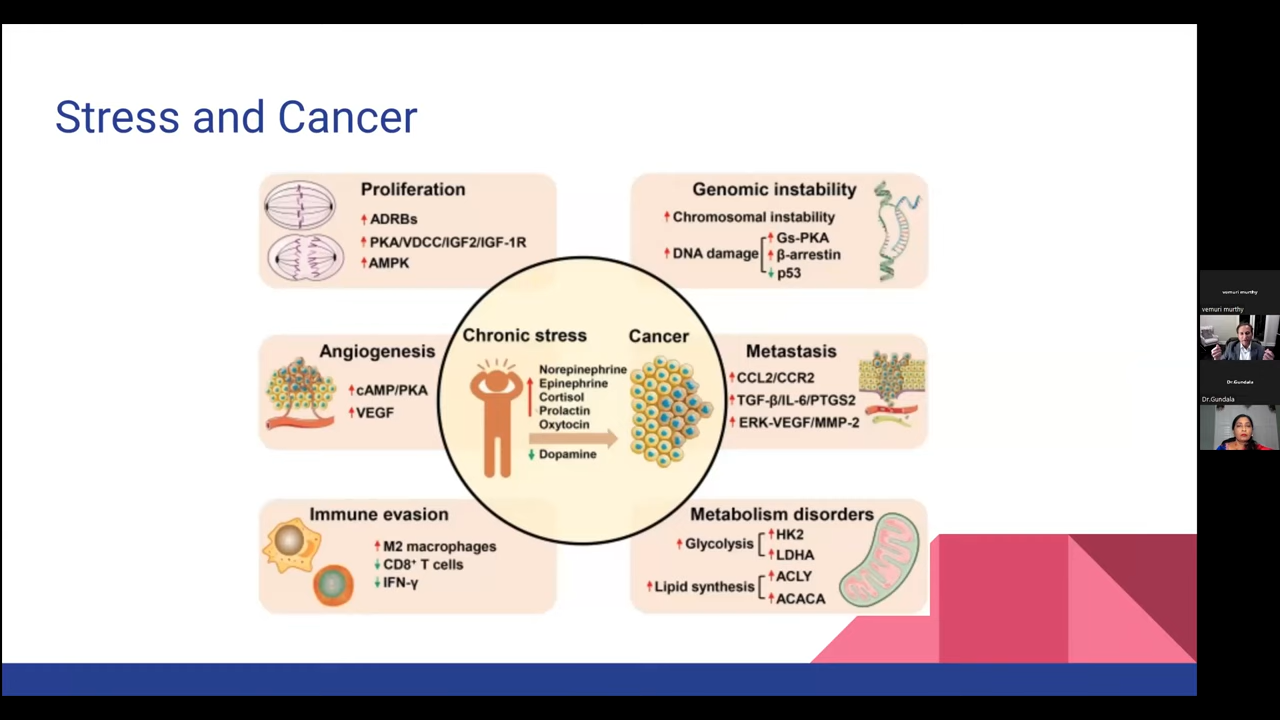 Stress and Cancer
Proliferation
↑ADRBs
↑PKA/VDCC/IGF2/IGF-1R
↑AMPK
Genomic instability
↑Chromosomal instability
↑DNA damage
↑Gs-PKA
↑β-arrestin
↓p53
Angiogenesis
↑cAMP/PKA
↑VEGF
Chronic stress
Cancer
↑Norepinephrine
Epinephrine
Cortisol
Prolactin
Oxytocin
↓Dopamine
Metastasis
↑CCL2/CCR2
↑TGF-β/IL-6/PTGS2
↑ERK-VEGF/MMP-2
Immune evasion
↑M2 macrophages
↓CD8⁺ T cells
↓IFN-γ
Metabolism disorders
↑Glycolysis
↑HK2
↑LDHA
↑Lipid synthesis
↑ACLY
↑ACACA
vemuri murthy
vemuri murthy
Dr.Gundala
Dr.Gundala